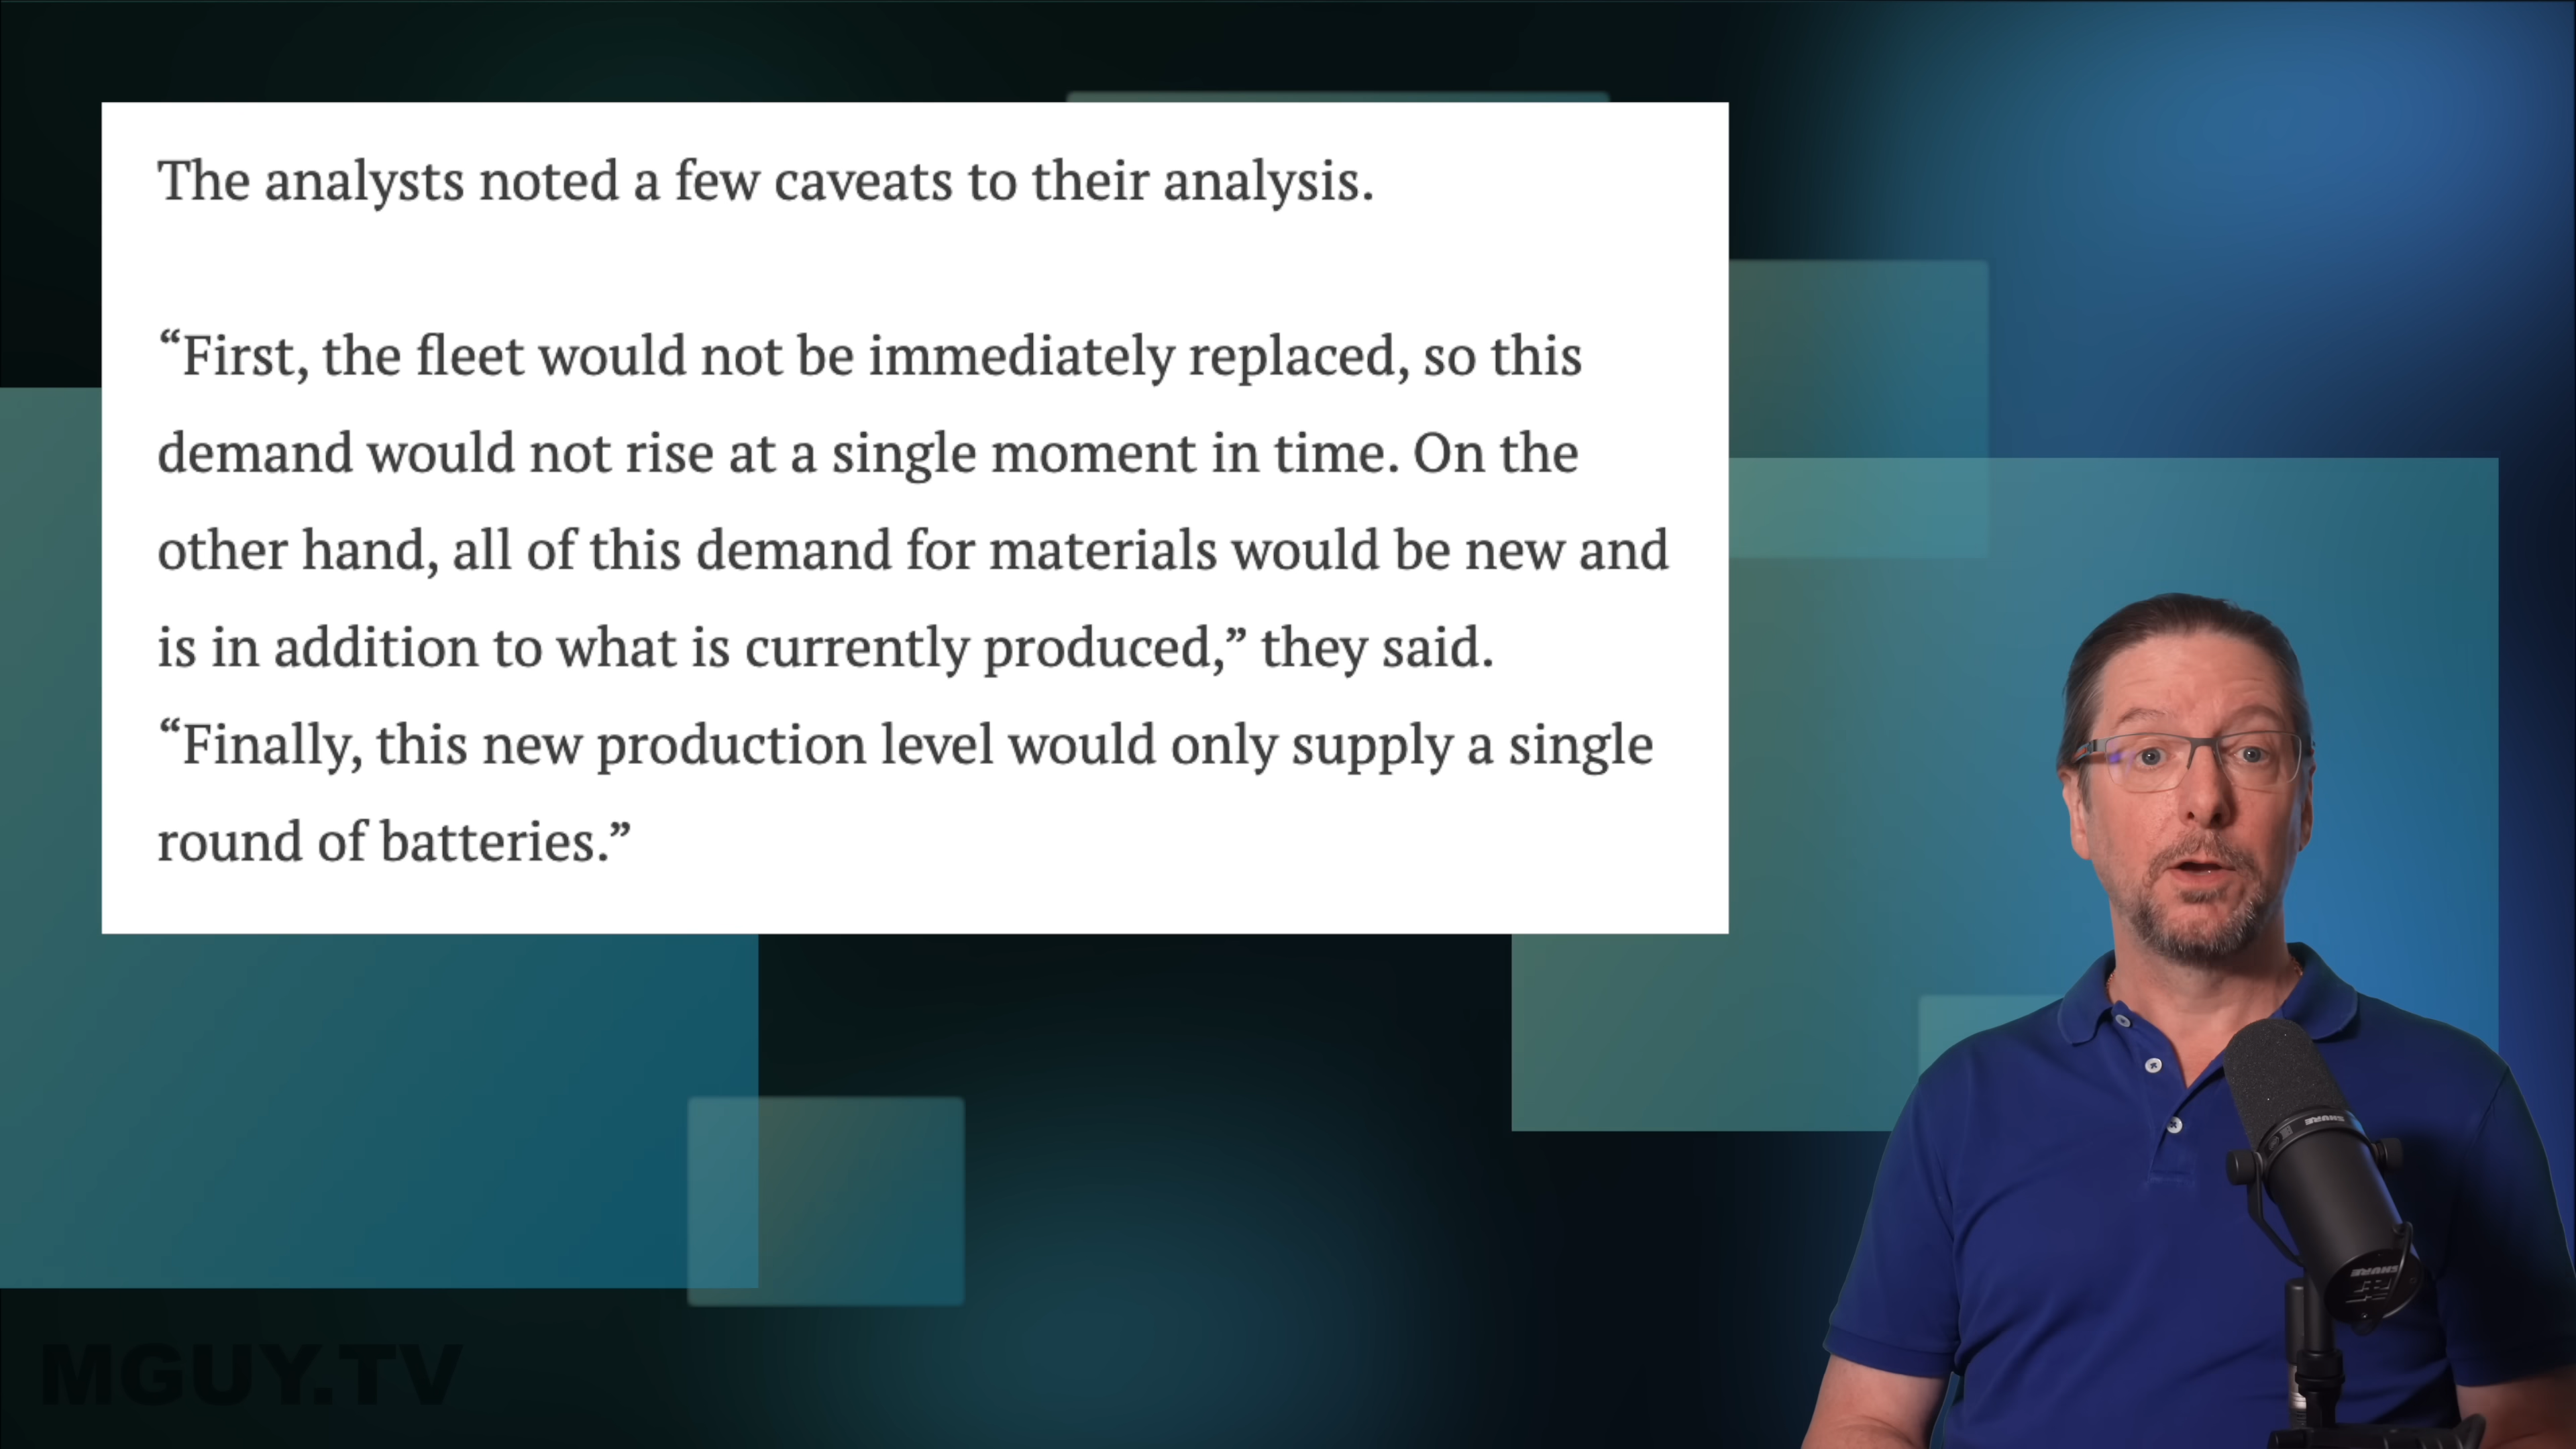 The analysts noted a few caveats to their analysis.
“First, the fleet would not be immediately replaced, so this
demand would not rise at a single moment in time. On the
other hand, all of this demand for materials would be new and
is in addition to what is currently produced,” they said.
“Finally, this new production level would only supply a single
round of batteries.”
SHURE
SHURE
MGUY.TV